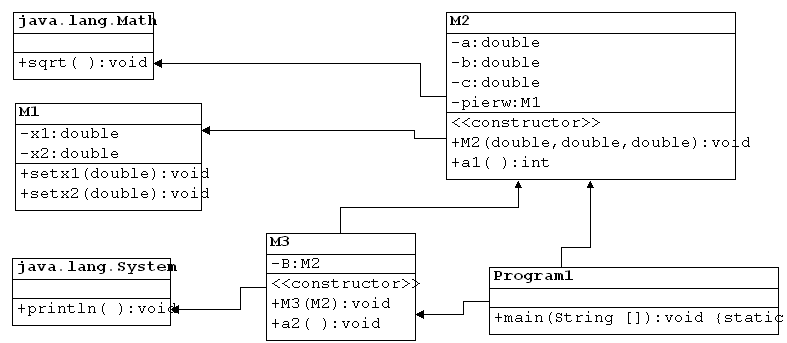 java.lang.Math
+sqrt( ):void
M2
-a:double
-b:double
-c:double
-pierw:M1
<<constructor>>
+M2(double,double,double):void
+a1( ):int
M1
-x1:double
-x2:double
+setx1(double):void
+setx2(double):void
M3
-B:M2
<<constructor>>
+M3(M2):void
+a2( ):void
java.lang.System
+println( ):void
Program1
+main(String []):void {static